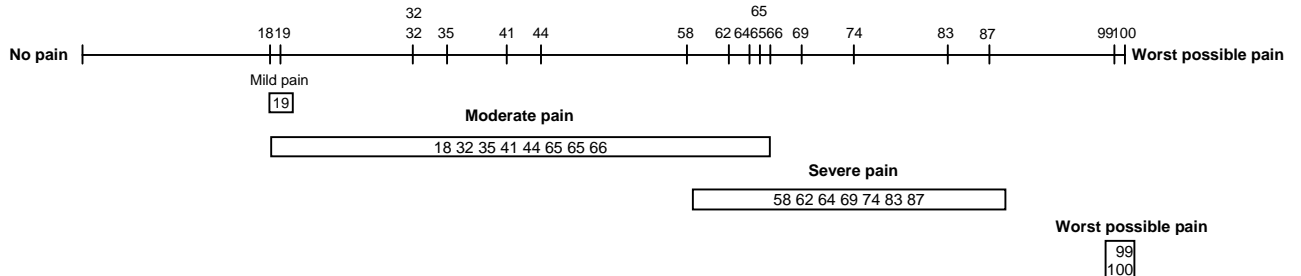 65
32
1819 32 35 41 44 58 62 64 65 66 69 74 83 87 99 100
No pain Worst possible pain
Mild pain
19
Moderate pain
18 32 35 41 44 65 65 66
Severe pain
58 62 64 69 74 83 87
Worst possible pain
99
100